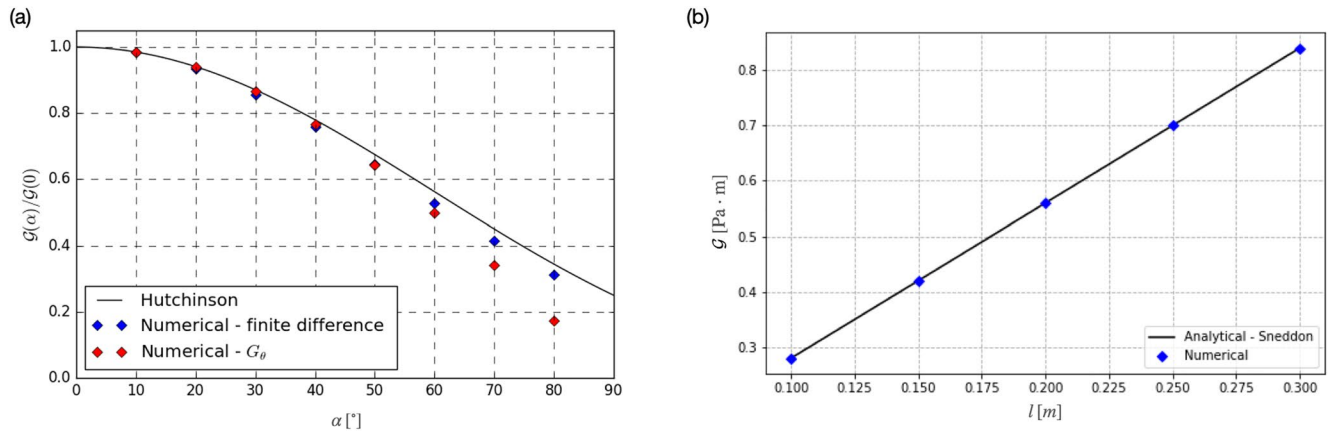 (a)
1.0
0.8
0.6
0.4
0.2
0.0
𝒢(α)/𝒢(0)
Hutchinson
Numerical - finite difference
Numerical - G_θ
0 10 20 30 40 50 60 70 80 90
α [°]
(b)
0.8
0.7
0.6
0.5
0.4
0.3
𝒢 [Pa · m]
Analytical - Sneddon
Numerical
0.100 0.125 0.150 0.175 0.200 0.225 0.250 0.275 0.300
l [m]